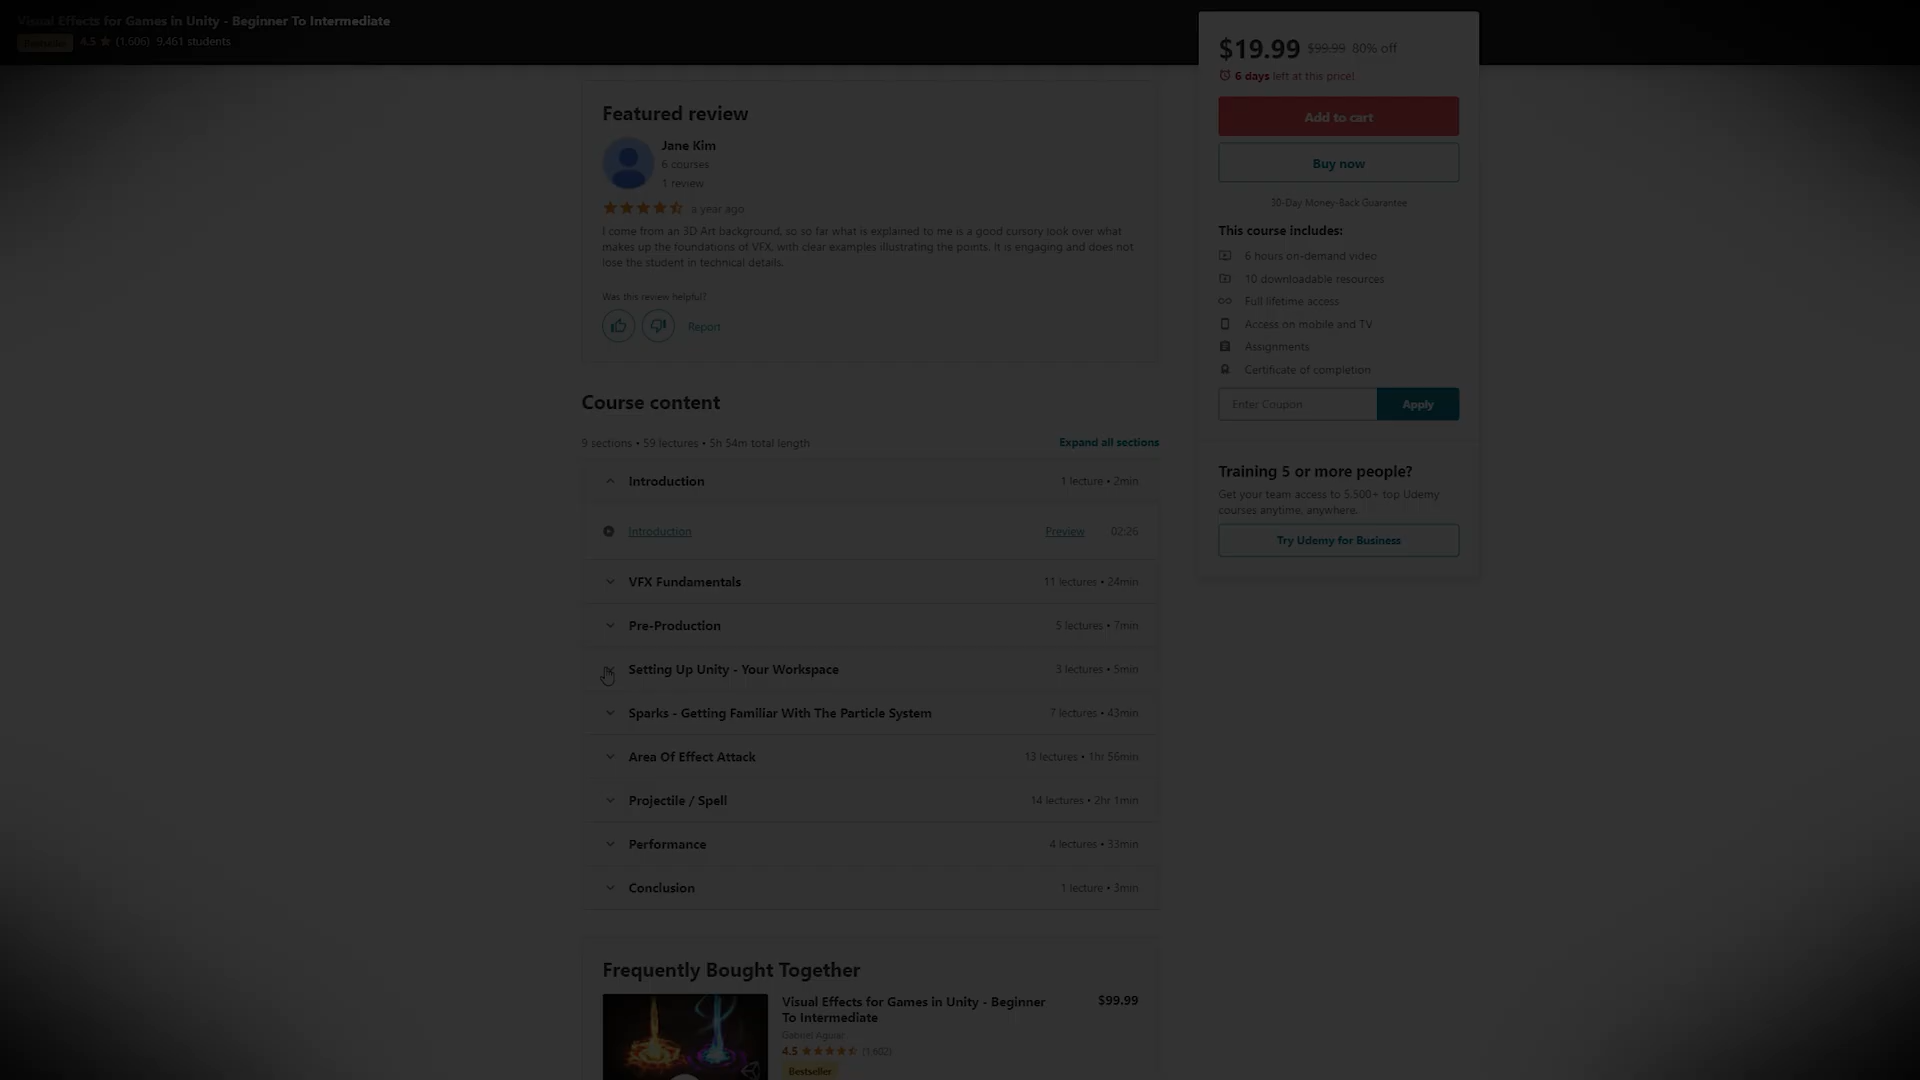 Visual Effects for Games in Unity - Beginner To Intermediate
Bestseller 4.5 (1,606) 9,461 students
$19.99 $99.99 80% off
6 days left at this price!
Add to cart
Buy now
30-Day Money-Back Guarantee
This course includes:
6 hours on-demand video
10 downloadable resources
Full lifetime access
Access on mobile and TV
Assignments
Certificate of completion
Enter Coupon Apply
Training 5 or more people?
Get your team access to 5,500+ top Udemy
courses anytime, anywhere.
Try Udemy for Business
Featured review
Jane Kim
6 courses
1 review
a year ago
I come from an 3D Art background, so so far what is explained to me is a good cursory look over what
makes up the foundations of VFX, with clear examples illustrating the points. It is engaging and does not
lose the student in technical details.
Was this review helpful?
Report
Course content
9 sections • 59 lectures • 5h 54m total length Expand all sections
Introduction 1 lecture • 2min
Introduction Preview 02:26
VFX Fundamentals 11 lectures • 24min
Pre-Production 5 lectures • 7min
Setting Up Unity - Your Workspace 3 lectures • 5min
Sparks - Getting Familiar With The Particle System 7 lectures • 43min
Area Of Effect Attack 13 lectures • 1hr 56min
Projectile / Spell 14 lectures • 2hr 1min
Performance 4 lectures • 33min
Conclusion 1 lecture • 3min
Frequently Bought Together
Visual Effects for Games in Unity - Beginner $99.99
To Intermediate
Gabriel Aguiar
4.5 (1,602)
Bestseller